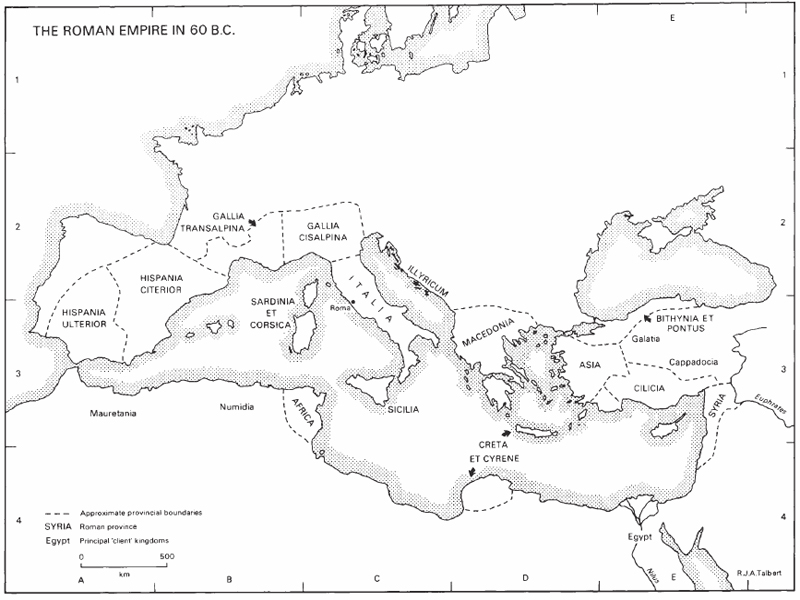 E
THE ROMAN EMPIRE IN 60 B.C.
1
1
GALLIA
TRANSALPINA
GALLIA
CISALPINA
2
2
ILLYRICUM
HISPANIA
CITERIOR
ITALIA
SARDINIA
ET
CORSICA
Roma
HISPANIA
ULTERIOR
MACEDONIA
BITHYNIA ET
PONTUS
Galatia
ASIA
Cappadocia
3
3
CILICIA
SYRIA
Euphrates
Mauretania
Numidia
AFRICA
SICILIA
CRETA
ET CYRENE
4
4
Approximate provincial boundaries
SYRIA Roman province
Egypt Principal 'client' kingdoms
0 500
km
Egypt
Nilus
R.J.A.Talbert
A
B
C
D
E